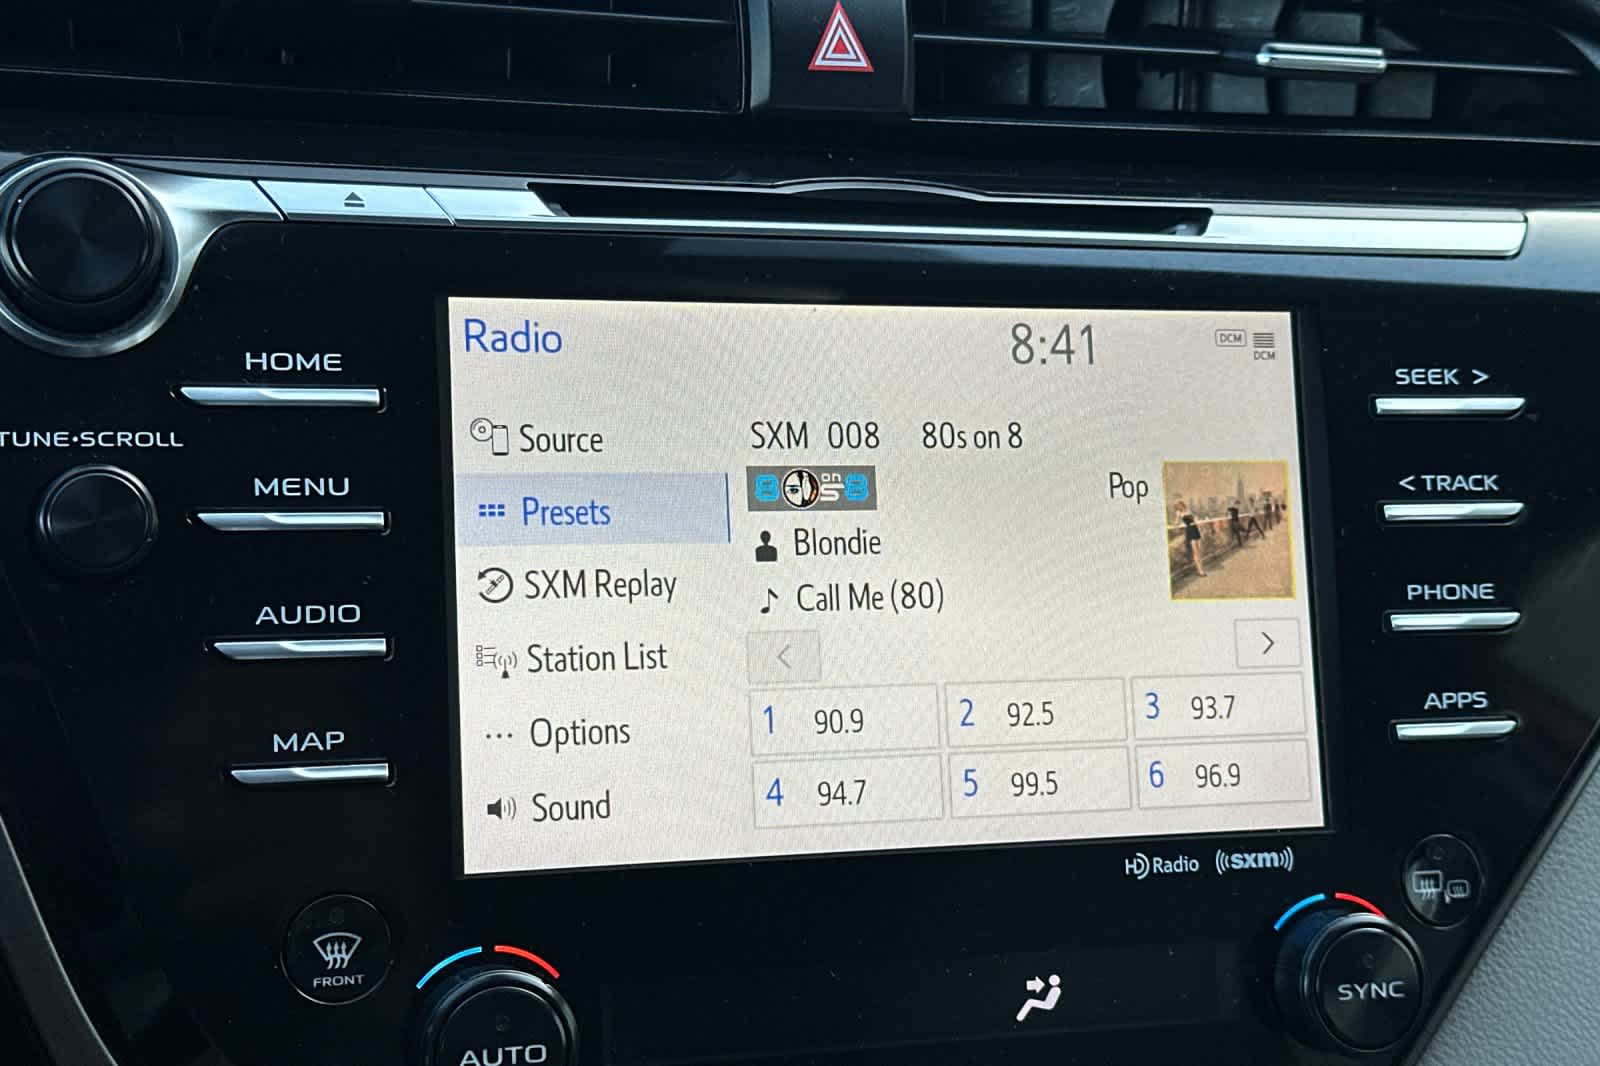 Radio
8:41
DCM
DCM
HOME
TUNE•SCROLL
MENU
AUDIO
MAP
Source
Presets
SXM Replay
Station List
Options
Sound
SXM 008 80s on 8
8 on S 8
Pop
Blondie
Call Me (80)
<
>
1 90.9
2 92.5
3 93.7
4 94.7
5 99.5
6 96.9
SEEK >
< TRACK
PHONE
APPS
HD Radio ((sxm))
FRONT
AUTO
SYNC